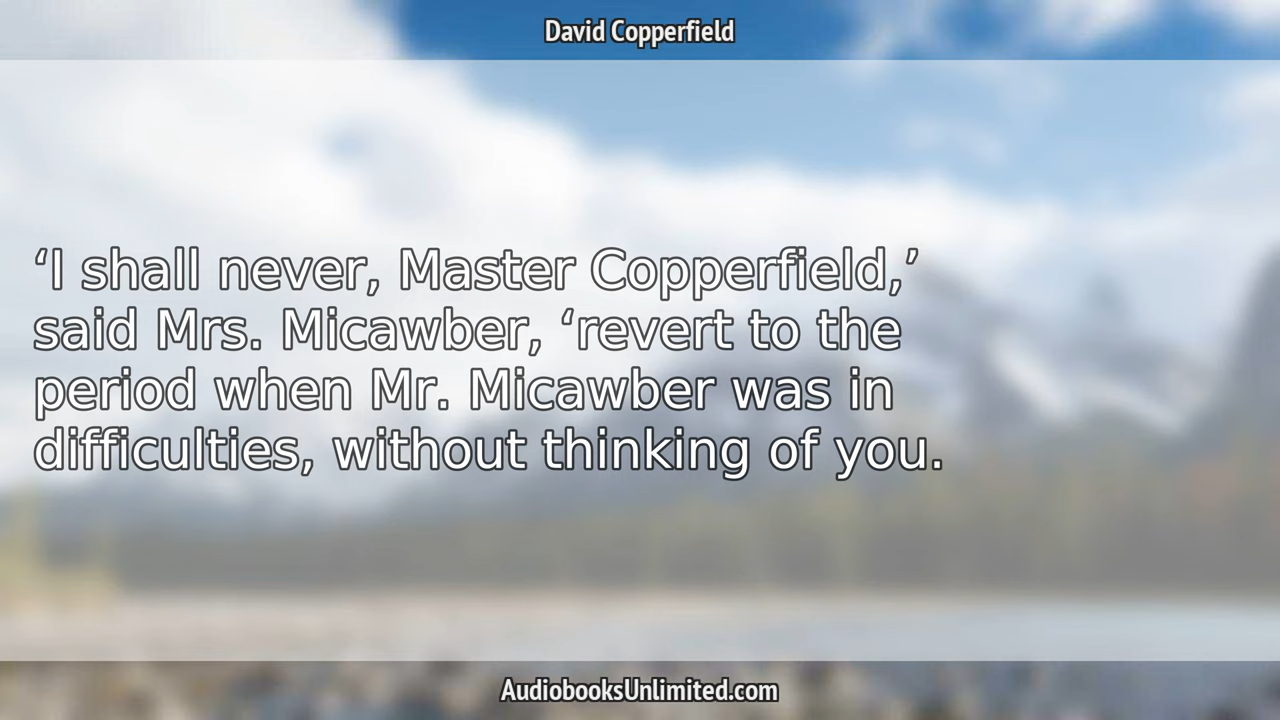 David Copperfield
‘I shall never, Master Copperfield,’
said Mrs. Micawber, ‘revert to the
period when Mr. Micawber was in
difficulties, without thinking of you.
AudiobooksUnlimited.com